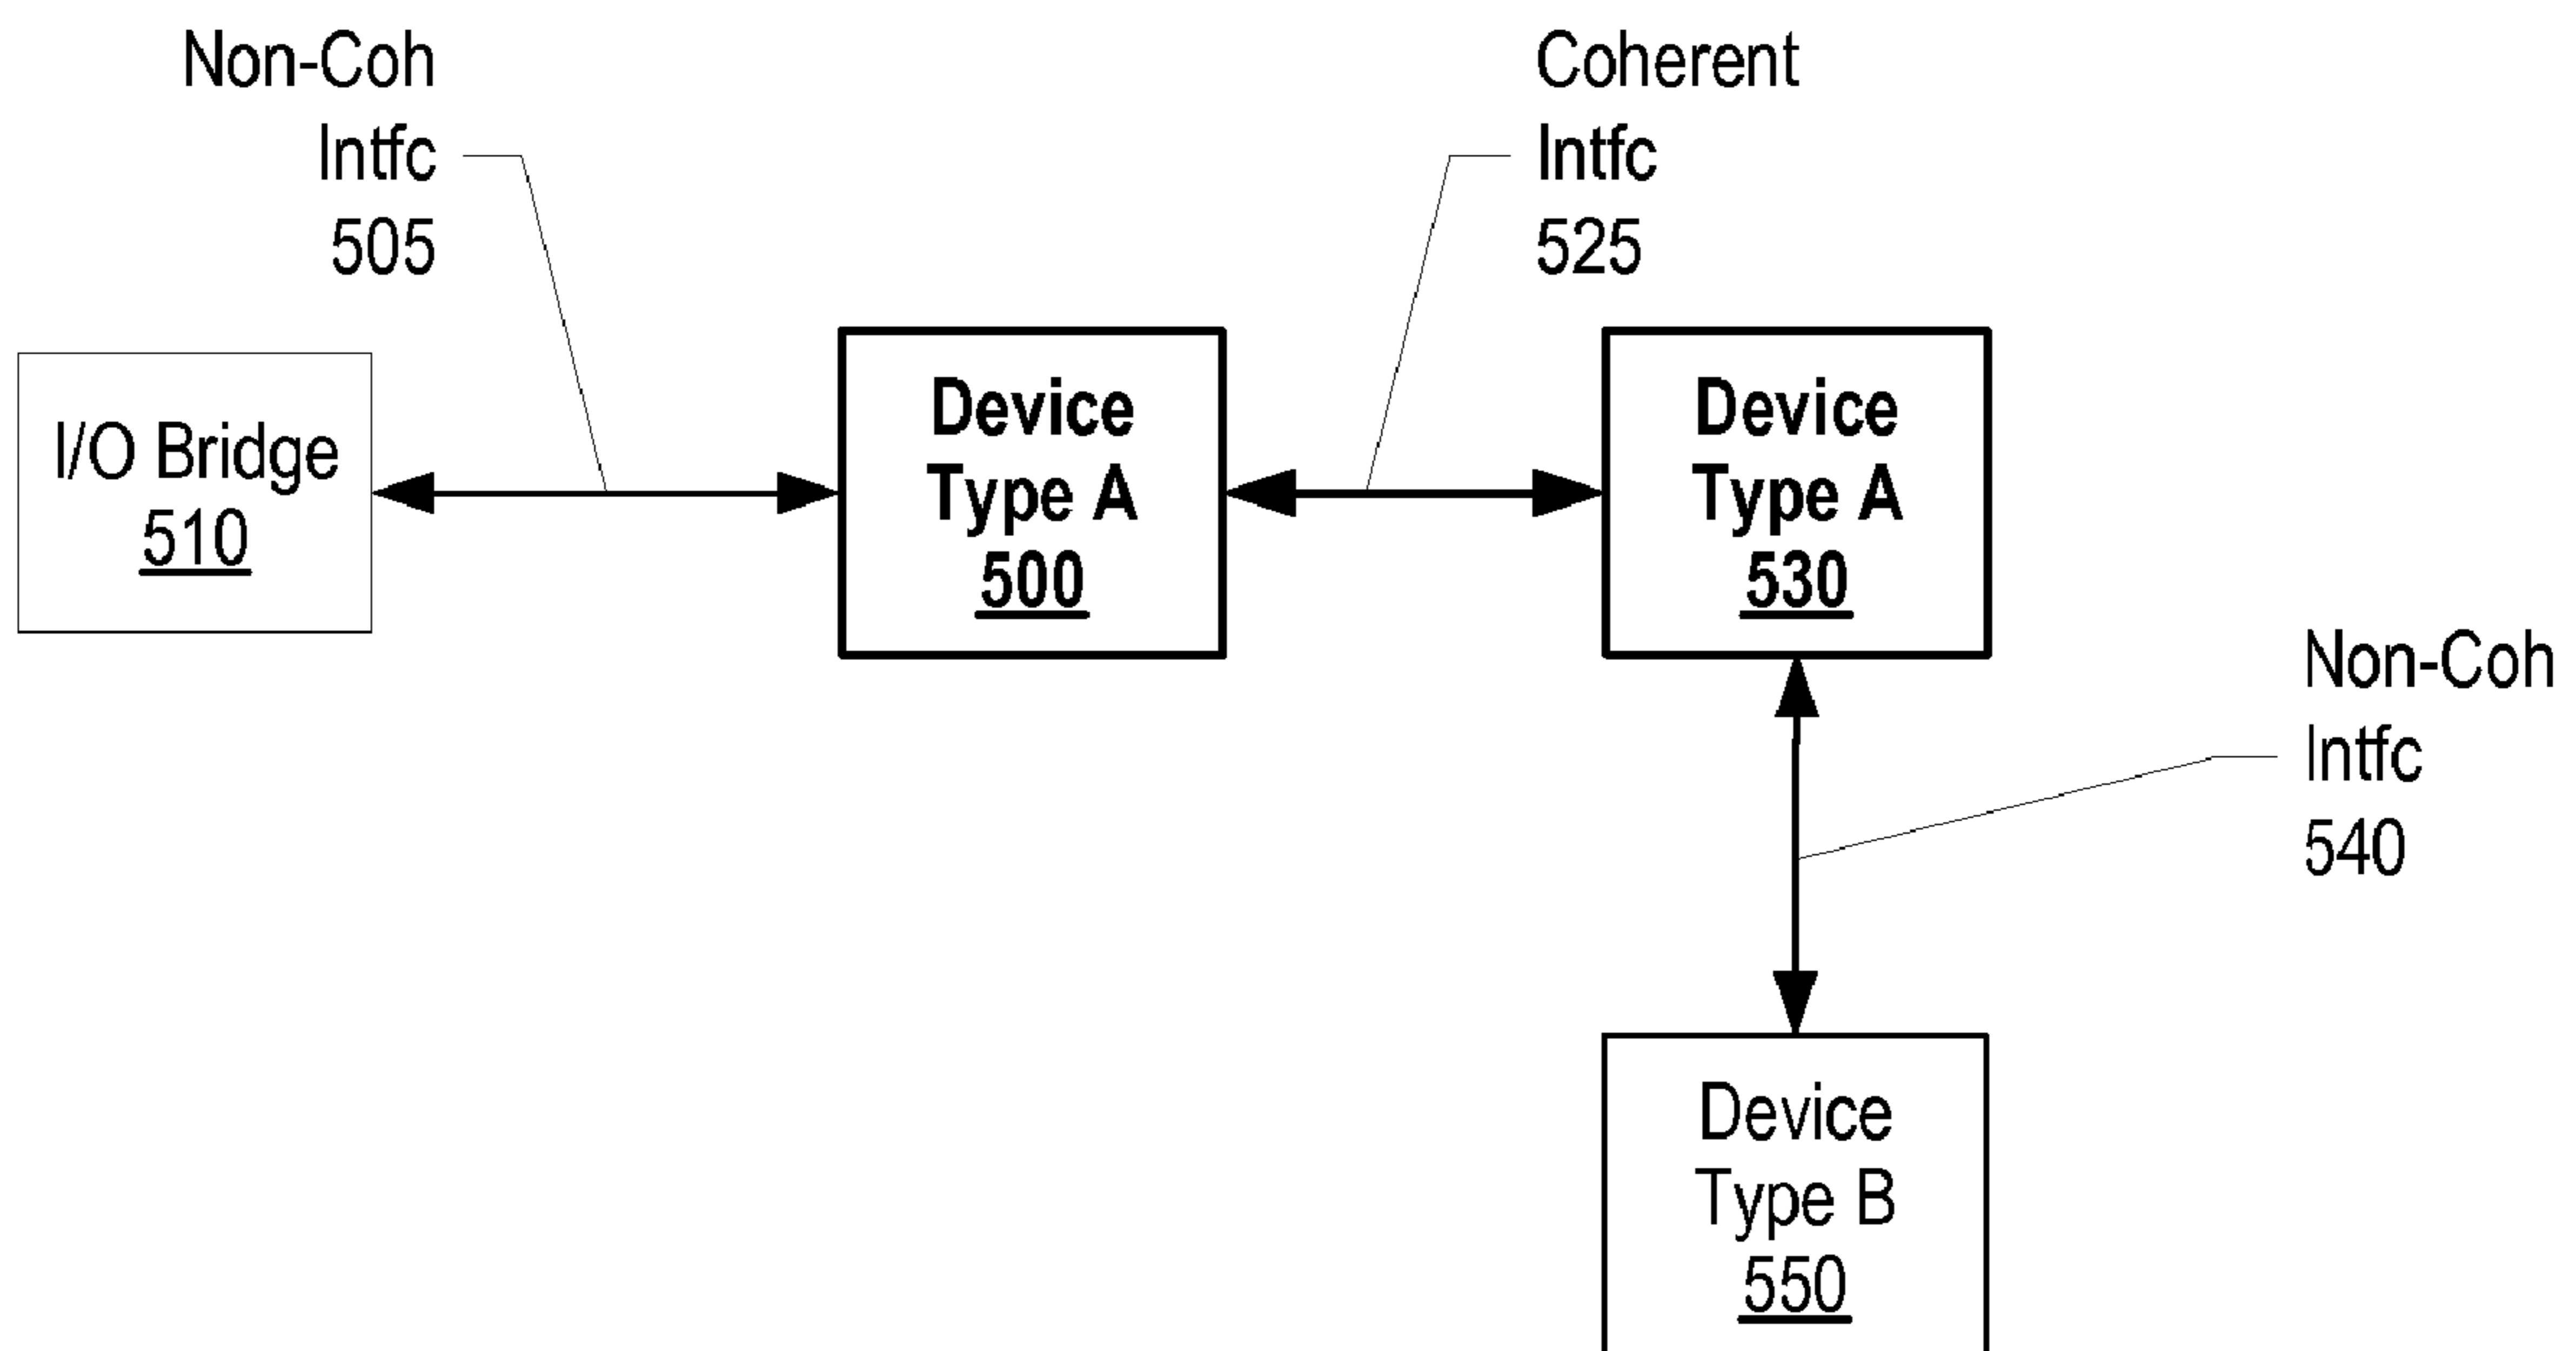 Non-Coh
Intfc
505
Coherent
Intfc
525
I/O Bridge
510
Device
Type A
500
Device
Type A
530
Non-Coh
Intfc
540
Device
Type B
550